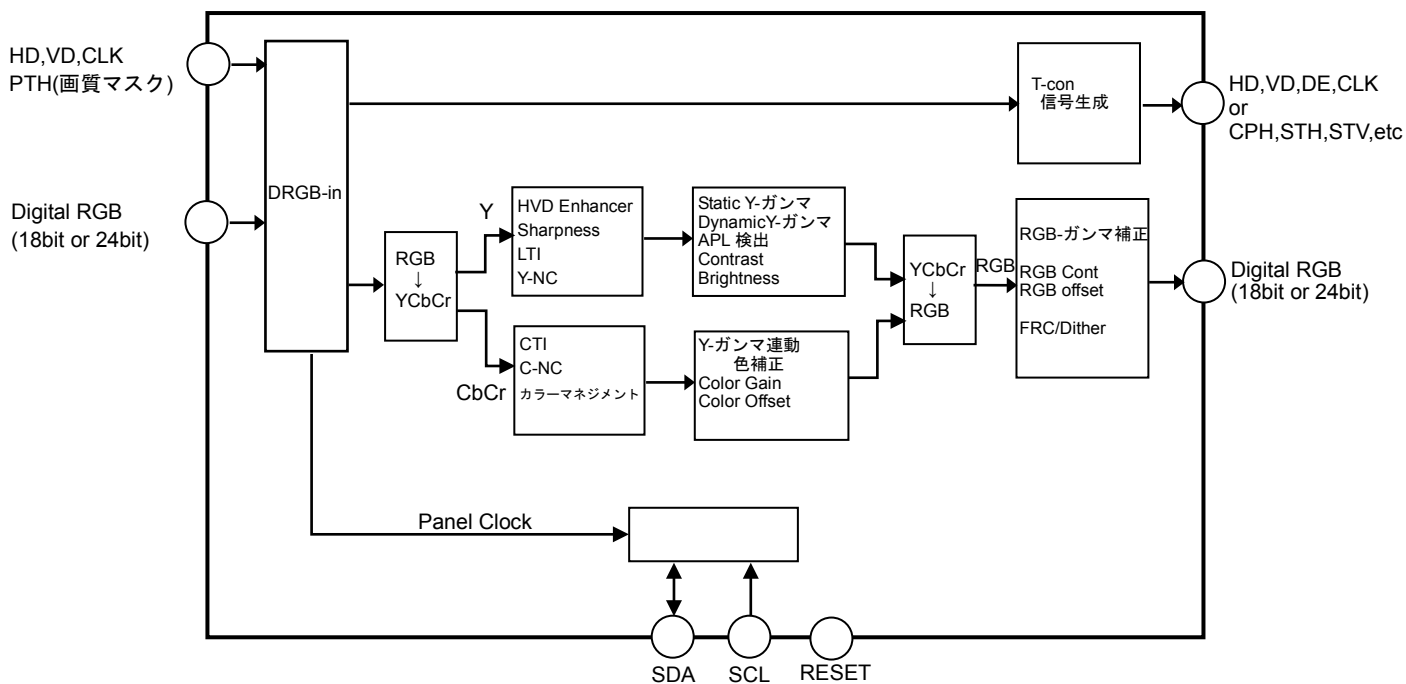 HD,VD,CLK
PTH(画質マスク)
Digital RGB
(18bit or 24bit)
DRGB-in
RGB
↓
YCbCr
Y
CbCr
HVD Enhancer
Sharpness
LTI
Y-NC
CTI
C-NC
カラーマネジメント
Static Y-ガンマ
DynamicY-ガンマ
APL 検出
Contrast
Brightness
Y-ガンマ連動
色補正
Color Gain
Color Offset
YCbCr
↓
RGB
RGB
T-con
信号生成
RGB-ガンマ補正
RGB Cont
RGB offset
FRC/Dither
HD,VD,DE,CLK
or
CPH,STH,STV,etc
Digital RGB
(18bit or 24bit)
Panel Clock
SDA
SCL
RESET